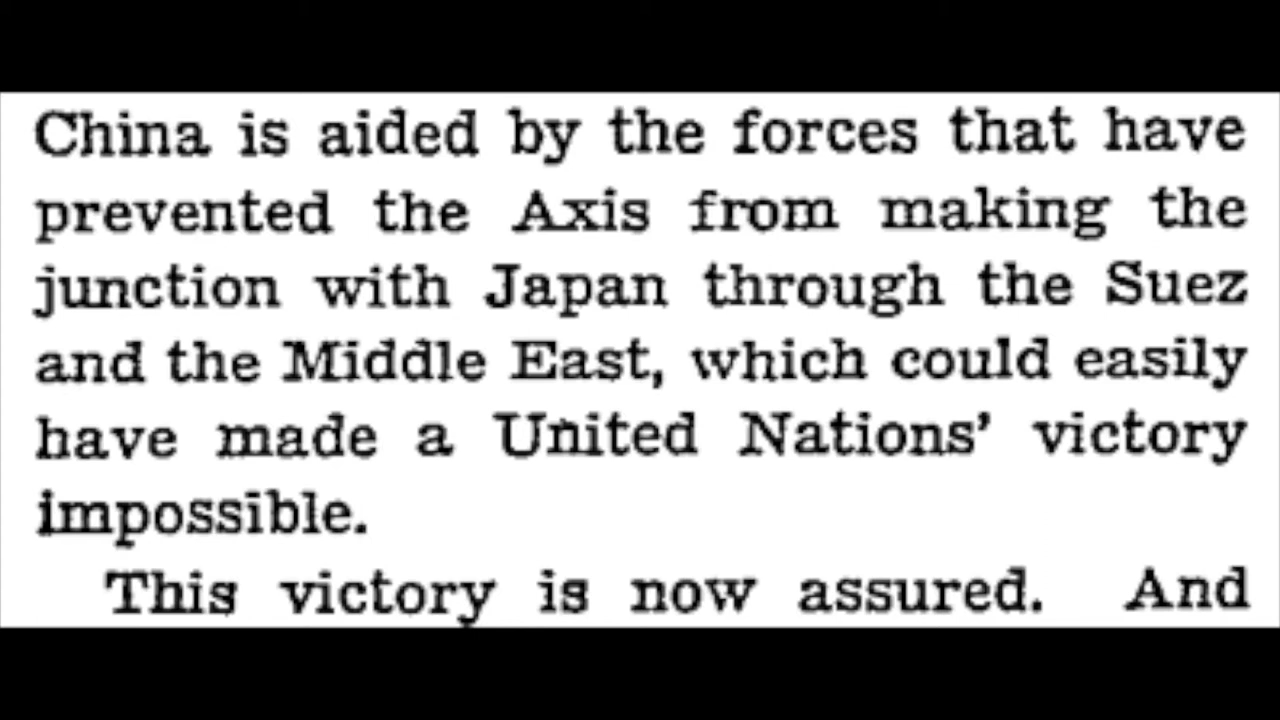 China is aided by the forces that have
prevented the Axis from making the
junction with Japan through the Suez
and the Middle East, which could easily
have made a United Nations' victory
impossible.
This victory is now assured. And